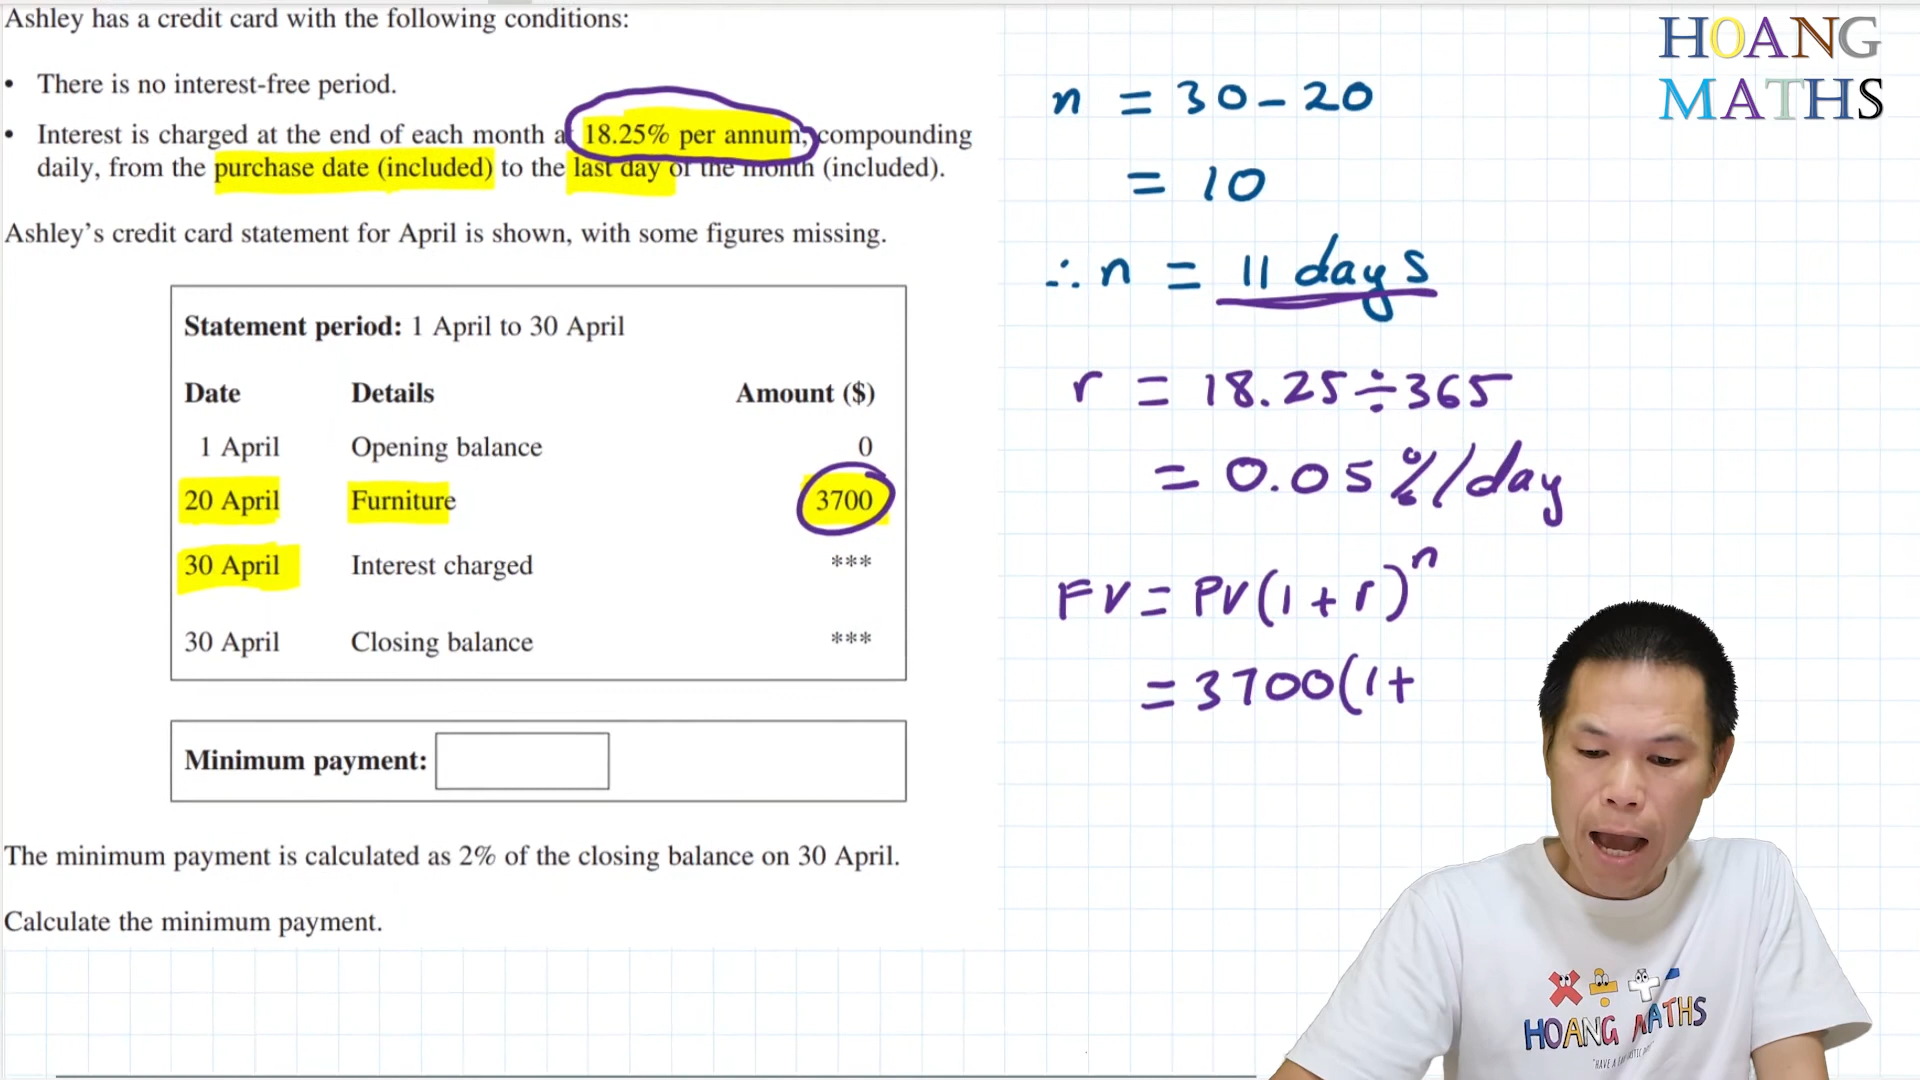 Ashley has a credit card with the following conditions:
• There is no interest-free period.
• Interest is charged at the end of each month at 18.25% per annum, compounding
daily, from the purchase date (included) to the last day of the month (included).
Ashley's credit card statement for April is shown, with some figures missing.
Statement period: 1 April to 30 April
Date Details Amount ($)
1 April Opening balance 0
20 April Furniture 3700
30 April Interest charged ***
30 April Closing balance ***
Minimum payment:
The minimum payment is calculated as 2% of the closing balance on 30 April.
Calculate the minimum payment.
n = 30 - 20
= 10
∴ n = 11 days
r = 18.25 ÷ 365
= 0.05 % / day
FV = PV(1 + r)^n
= 3700(1 +
HOANG
MATHS
HOANG MATHS